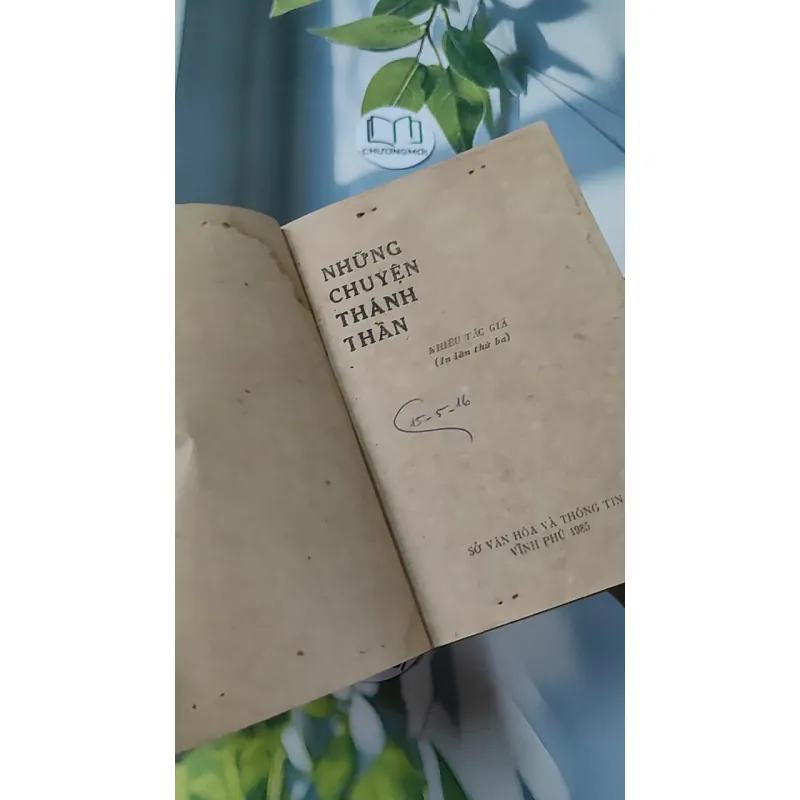 CHUONGMOI
NHỮNG
CHUYỆN
THÁNH
THẦN
NHIỀU TÁC GIẢ
(In lần thứ ba)
15-5-16
SỞ VĂN HÓA VÀ THÔNG TIN
VĨNH PHÚ 1985